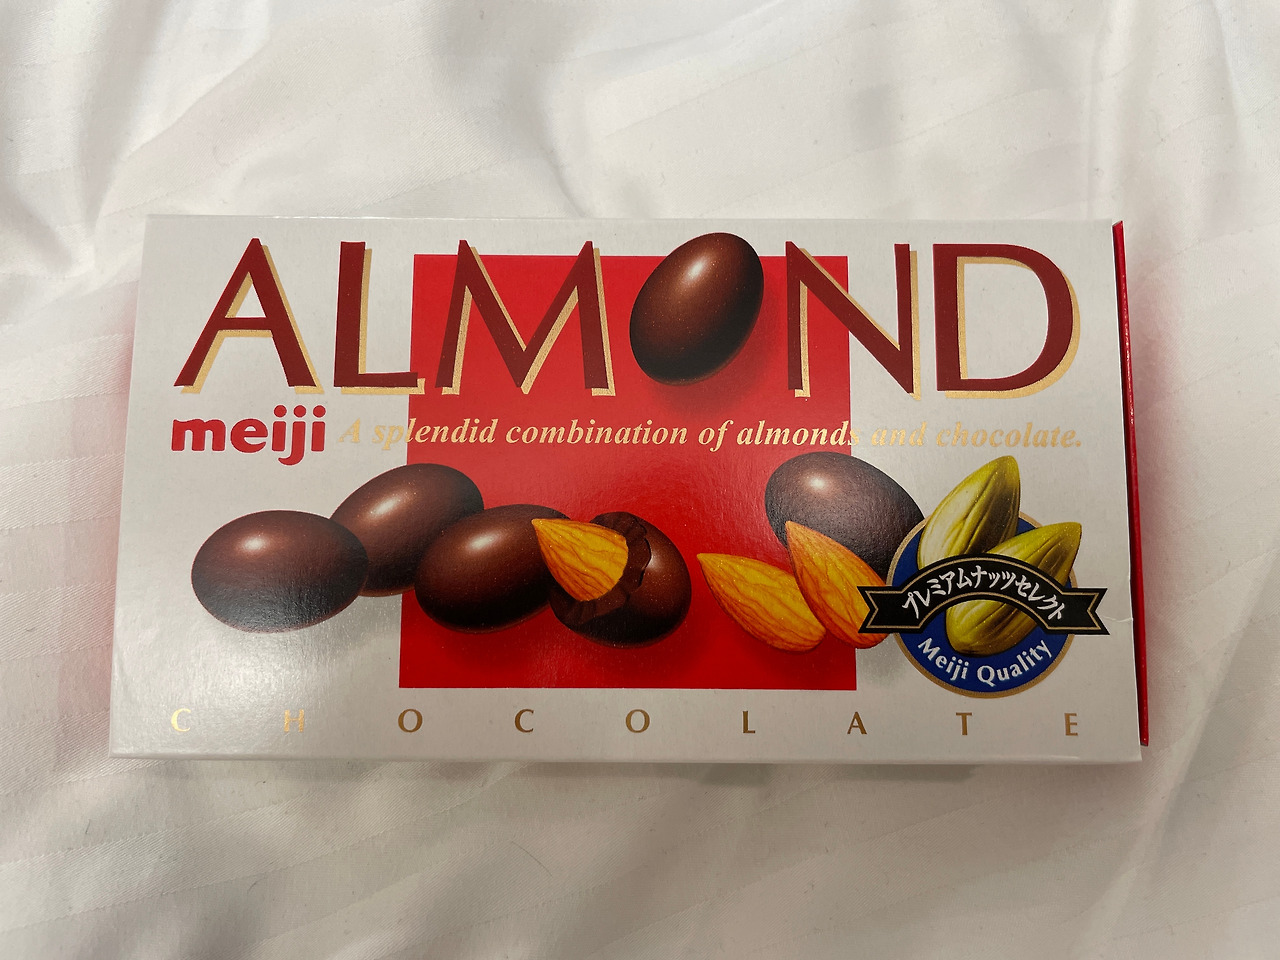 ALMOND
meiji
A splendid combination of almonds and chocolate.
プレミアムナッツセレクト
Meiji Quality
CHOCOLATE